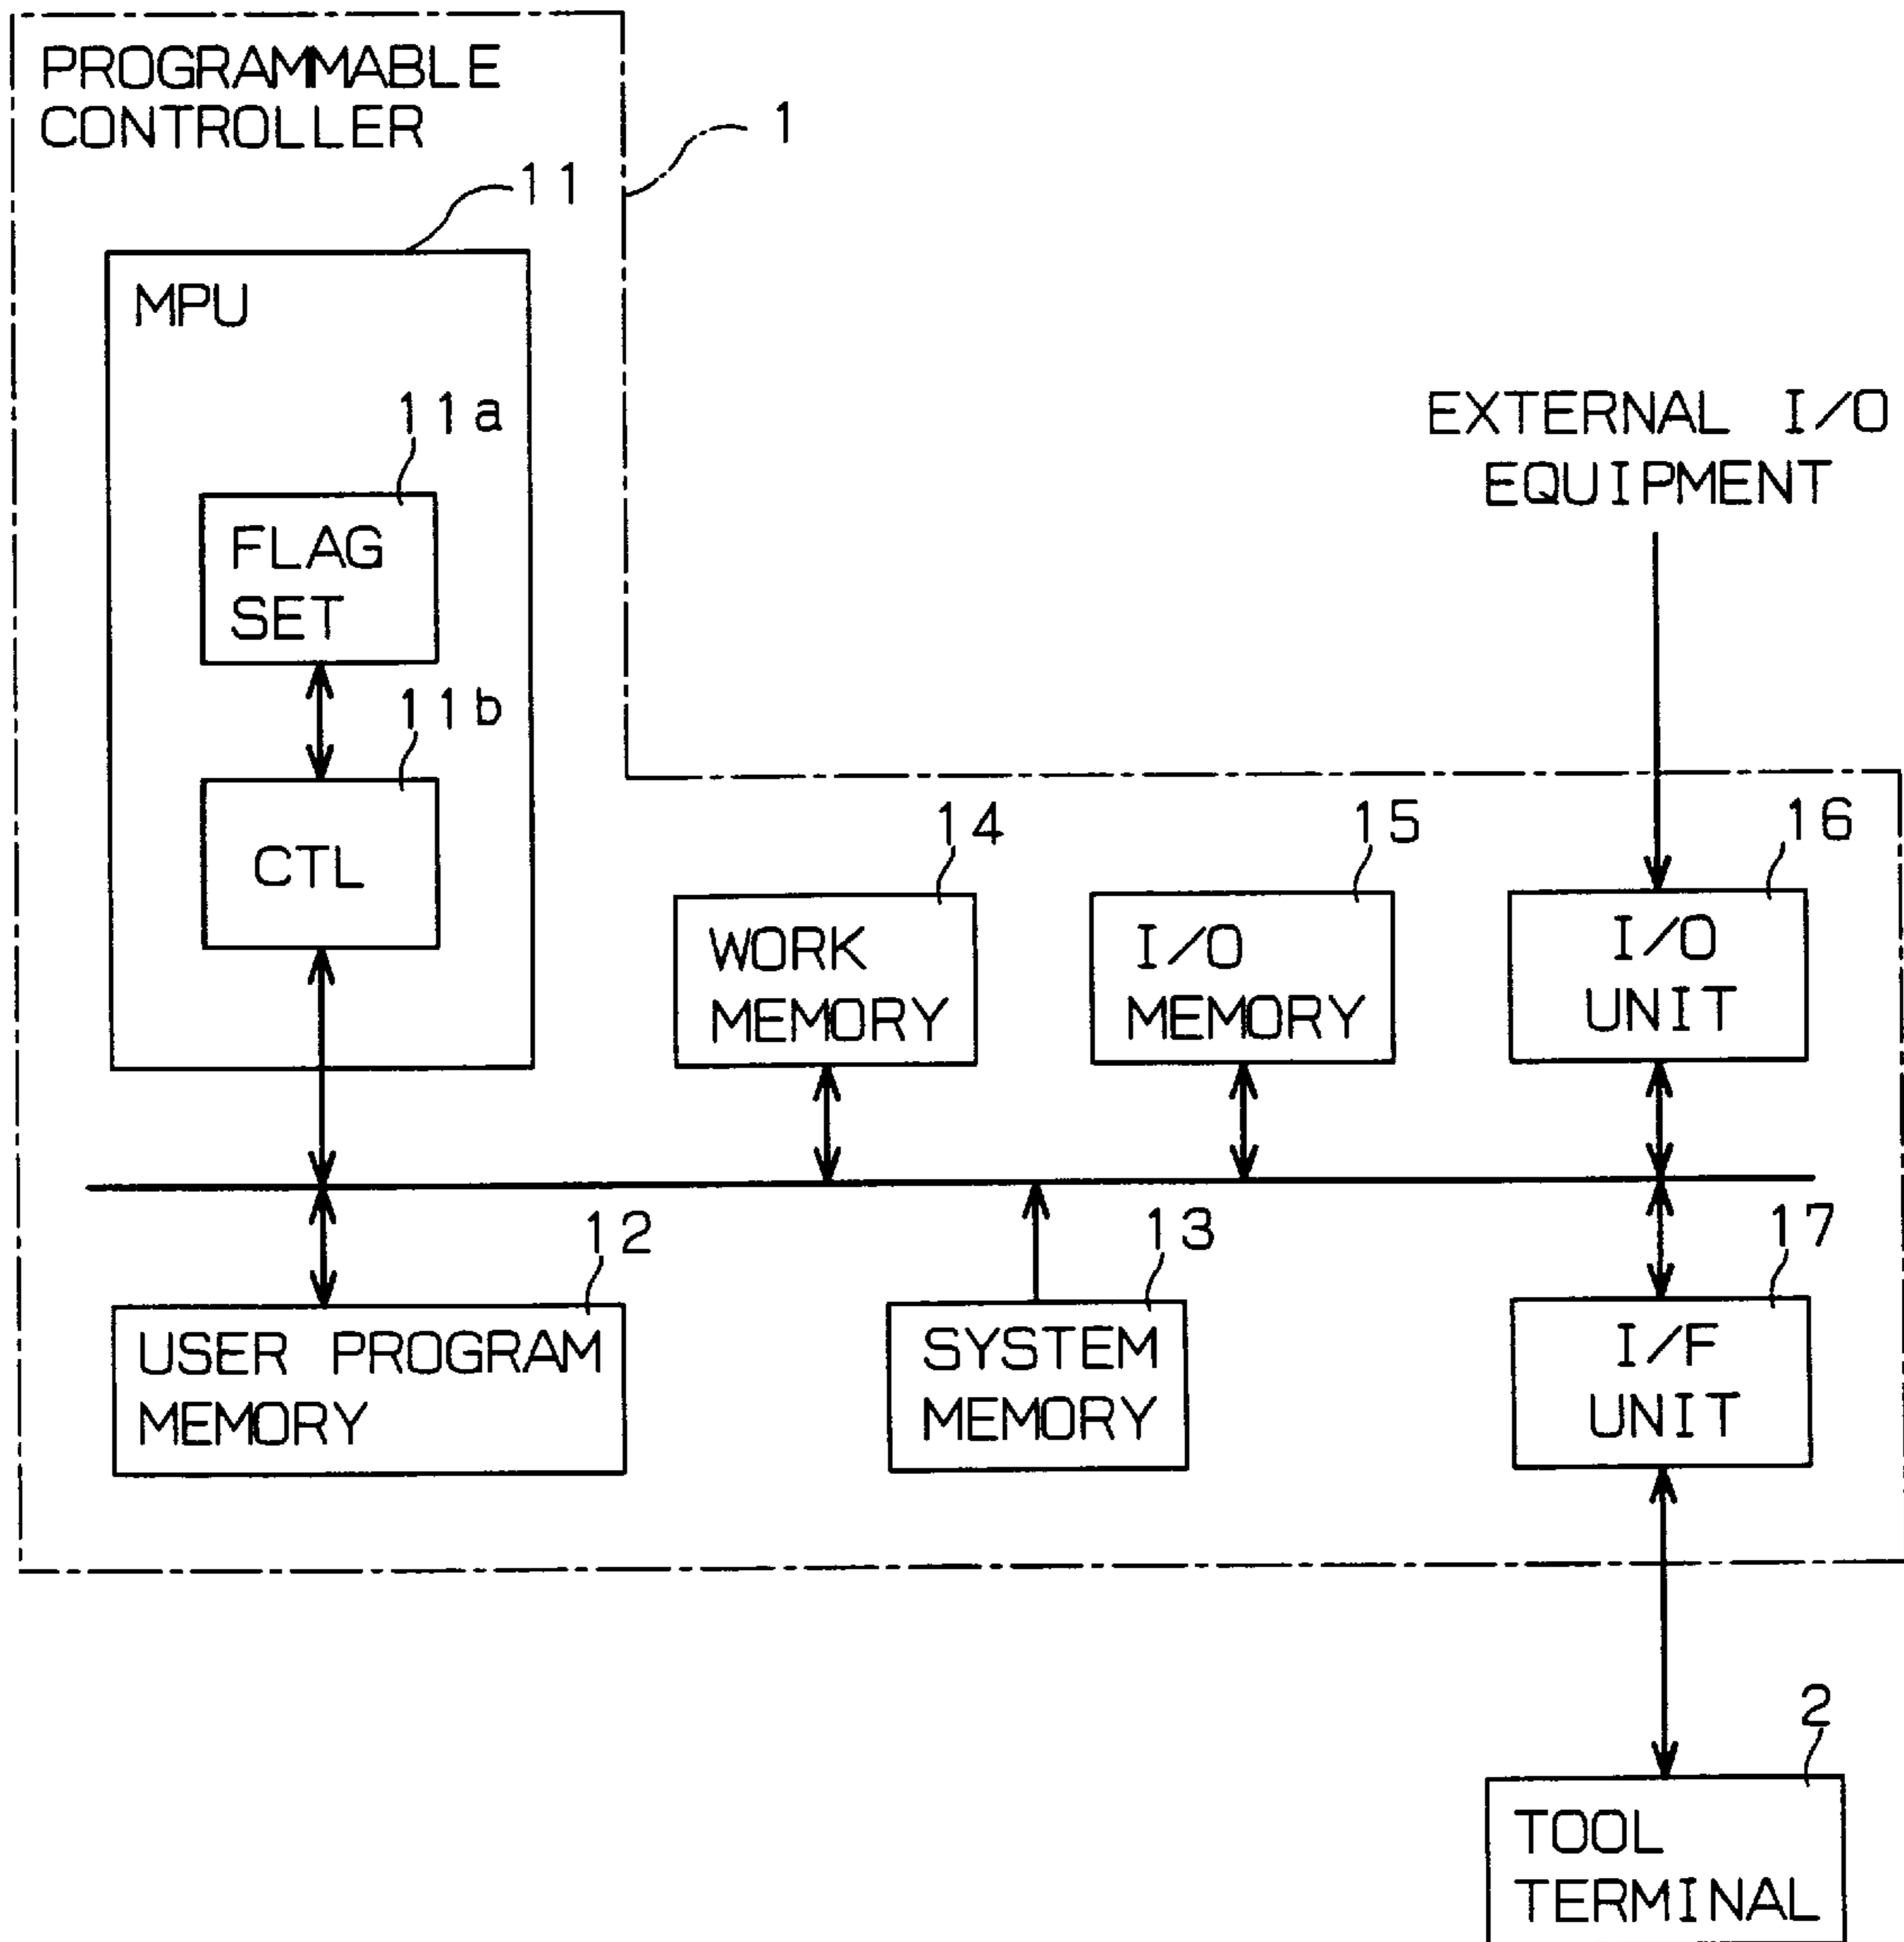 PROGRAMMABLE
CONTROLLER
1
11
MPU
11a
FLAG
SET
11b
CTL
EXTERNAL I/O
EQUIPMENT
14
WORK
MEMORY
15
I/O
MEMORY
16
I/O
UNIT
12
USER PROGRAM
MEMORY
13
SYSTEM
MEMORY
17
I/F
UNIT
2
TOOL
TERMINAL